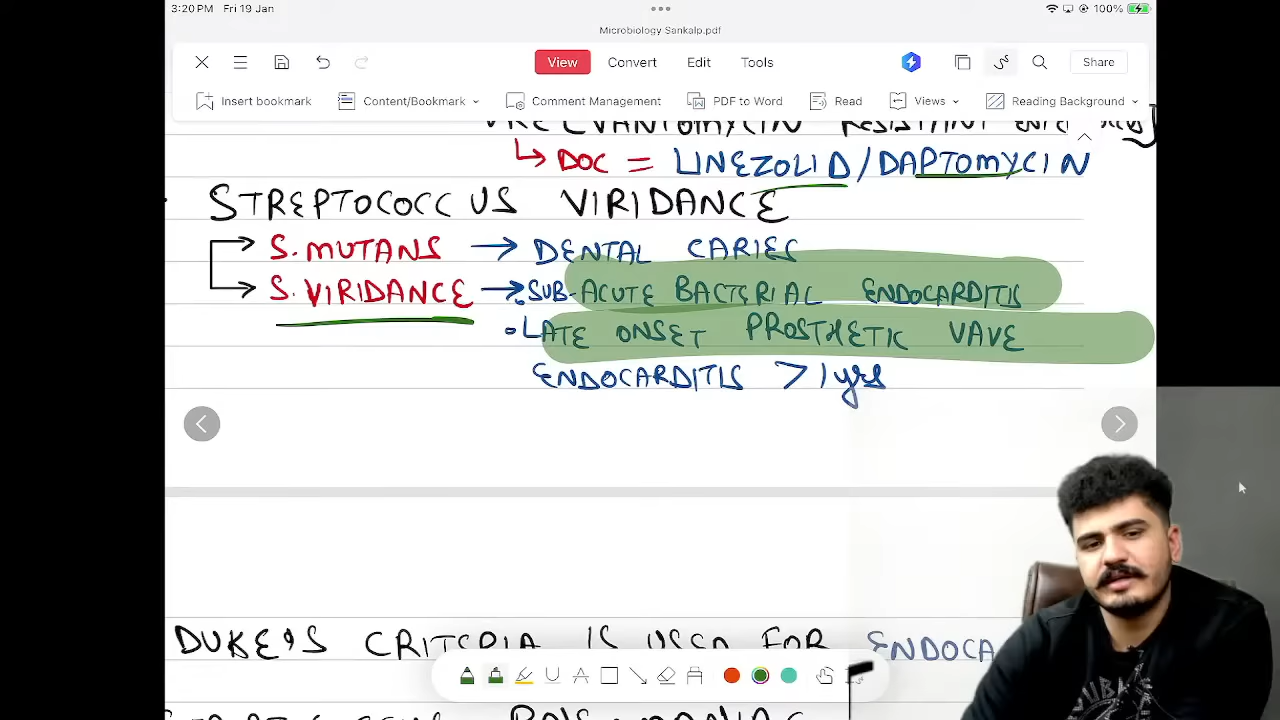 3:20 PM Fri 19 Jan
100%
Microbiology Sankalp.pdf
View Convert Edit Tools Share
Insert bookmark Content/Bookmark Comment Management PDF to Word Read Views Reading Background
RESISTANT
↳ DOC = LINEZOLID/DAPTOMYCIN
STREPTOCOCCUS VIRIDANCE
→ S.MUTANS → DENTAL CARIES
→ S.VIRIDANCE → •SUB-ACUTE BACTERIAL ENDOCARDITIS
•LATE ONSET PROSTHETIC VAVE
ENDOCARDITIS > 1 yrs
DUKE'S CRITERIA IS USED FOR ENDOCA